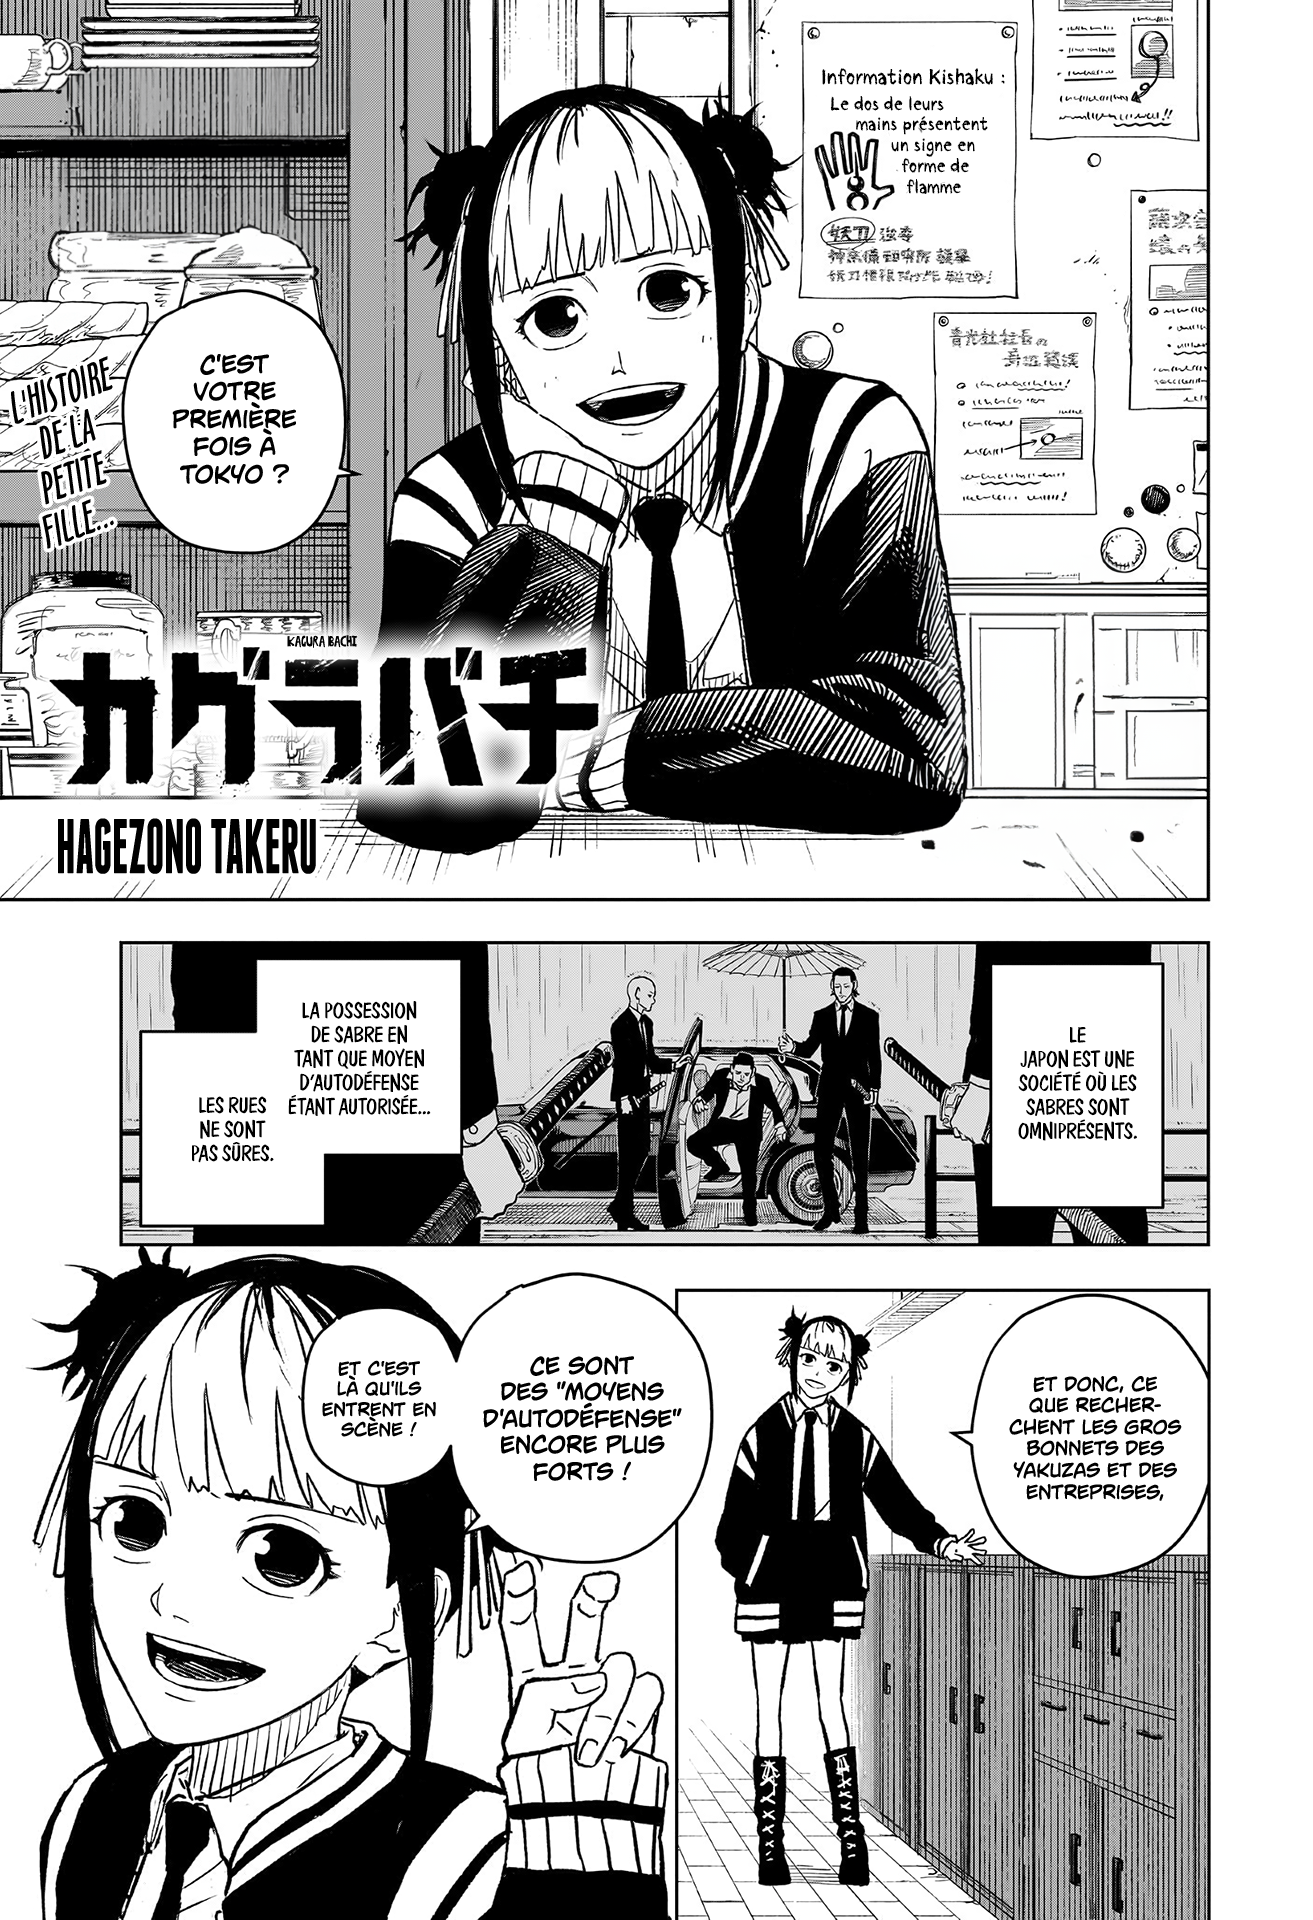 Information Kishaku :
Le dos de leurs
mains présentent
un signe en
forme de
flamme
妖刀
C'EST
VOTRE
PREMIÈRE
FOIS À
TOKYO ?
L'HISTOIRE
DE LA
PETITE
FILLE...
KAGURA BACHI
カグラバチ
HAGEZONO TAKERU
LE
JAPON EST UNE
SOCIÉTÉ OÙ LES
SABRES SONT
OMNIPRÉSENTS.
LA POSSESSION
DE SABRE EN
TANT QUE MOYEN
D'AUTODÉFENSE
ÉTANT AUTORISÉE...
LES RUES
NE SONT
PAS SÛRES.
ET DONC, CE
QUE RECHER-
CHENT LES GROS
BONNETS DES
YAKUZAS ET DES
ENTREPRISES,
CE SONT
DES "MOYENS
D'AUTODÉFENSE"
ENCORE PLUS
FORTS !
ET C'EST
LÀ QU'ILS
ENTRENT EN
SCÈNE !